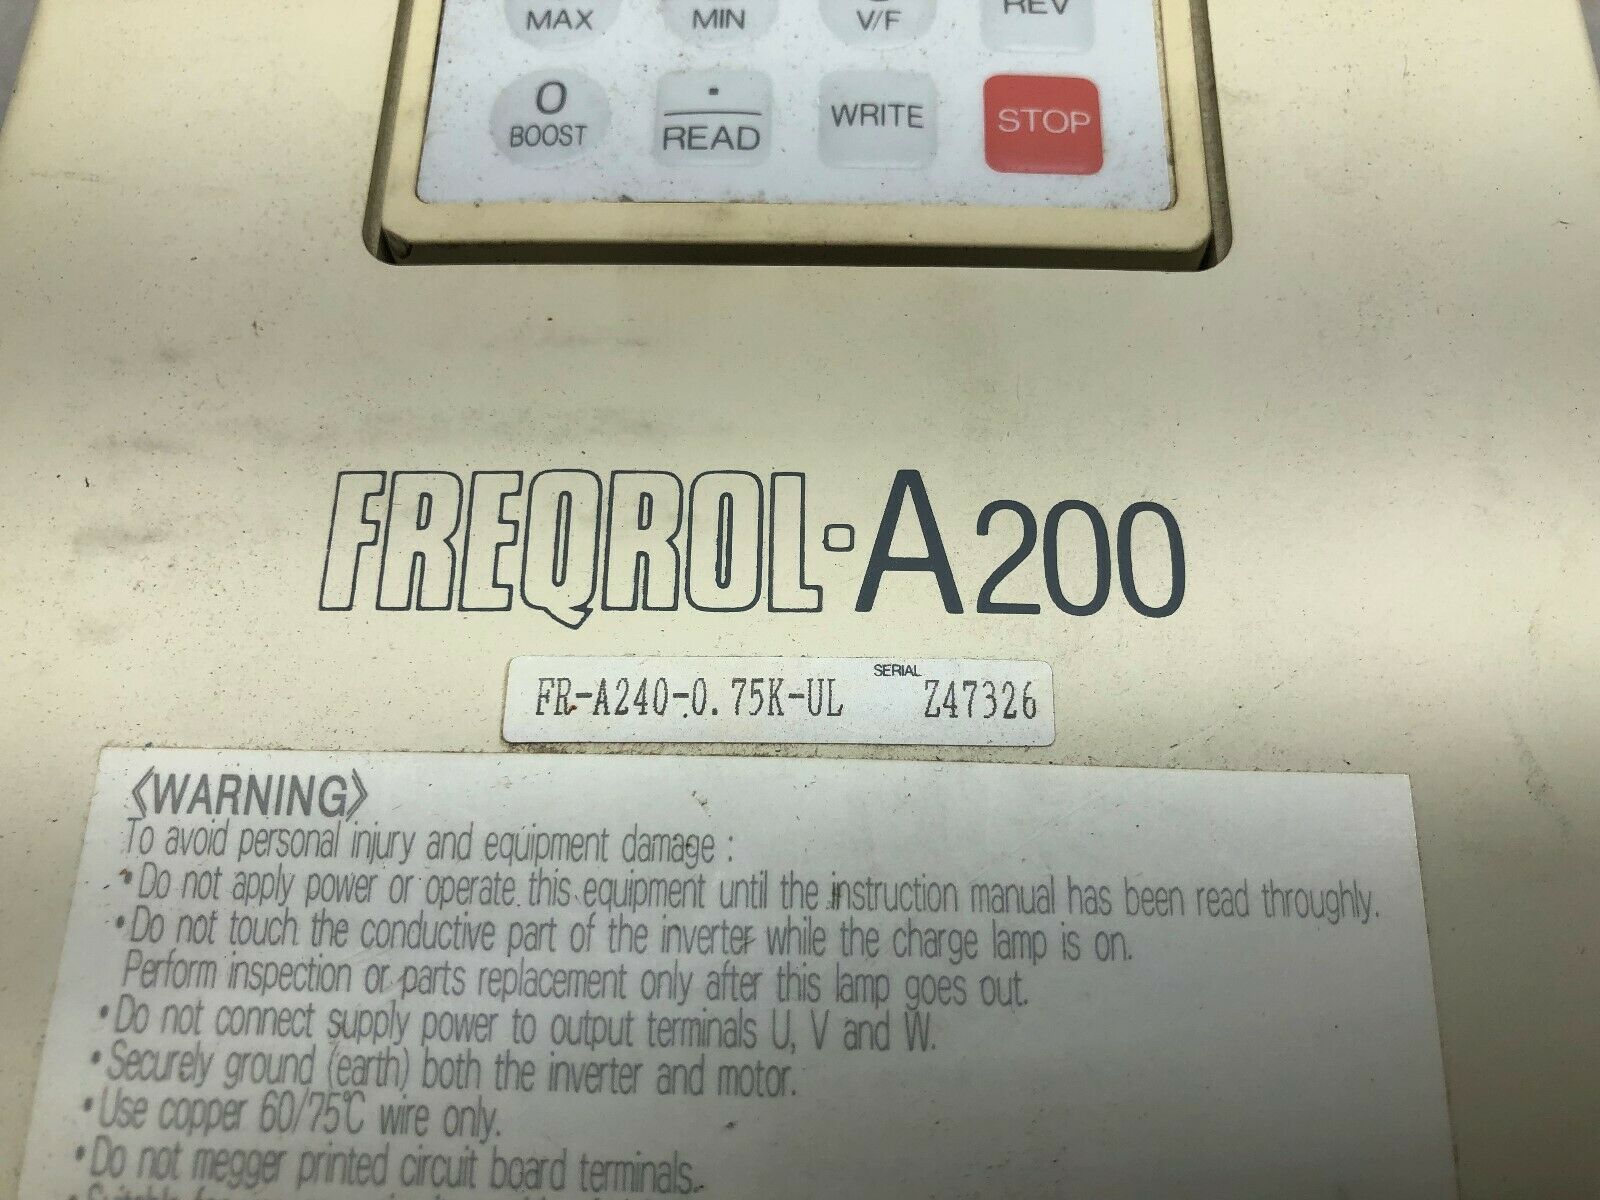 MAX MIN V/F REV
0 BOOST · READ WRITE STOP
FREQROL-A200
FR-A240-0.75K-UL SERIAL Z47326
〈WARNING〉
To avoid personal injury and equipment damage :
•Do not apply power or operate this equipment until the instruction manual has been read throughly.
•Do not touch the conductive part of the inverter while the charge lamp is on.
Perform inspection or parts replacement only after this lamp goes out.
•Do not connect supply power to output terminals U, V and W.
•Securely ground (earth) both the inverter and motor.
•Use copper 60/75℃ wire only.
•Do not megger printed circuit board terminals.